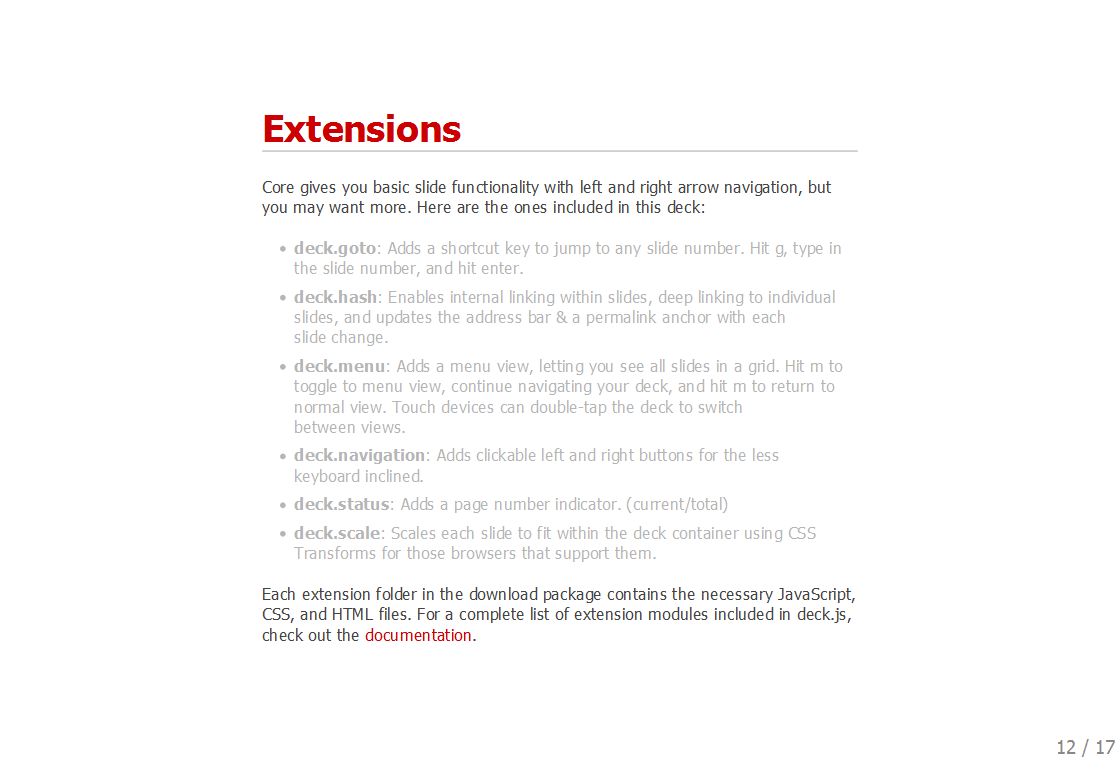 Extensions
Core gives you basic slide functionality with left and right arrow navigation, but
you may want more. Here are the ones included in this deck:
• deck.goto: Adds a shortcut key to jump to any slide number. Hit g, type in
the slide number, and hit enter.
• deck.hash: Enables internal linking within slides, deep linking to individual
slides, and updates the address bar & a permalink anchor with each
slide change.
• deck.menu: Adds a menu view, letting you see all slides in a grid. Hit m to
toggle to menu view, continue navigating your deck, and hit m to return to
normal view. Touch devices can double-tap the deck to switch
between views.
• deck.navigation: Adds clickable left and right buttons for the less
keyboard inclined.
• deck.status: Adds a page number indicator. (current/total)
• deck.scale: Scales each slide to fit within the deck container using CSS
Transforms for those browsers that support them.
Each extension folder in the download package contains the necessary JavaScript,
CSS, and HTML files. For a complete list of extension modules included in deck.js,
check out the documentation.
12 / 17